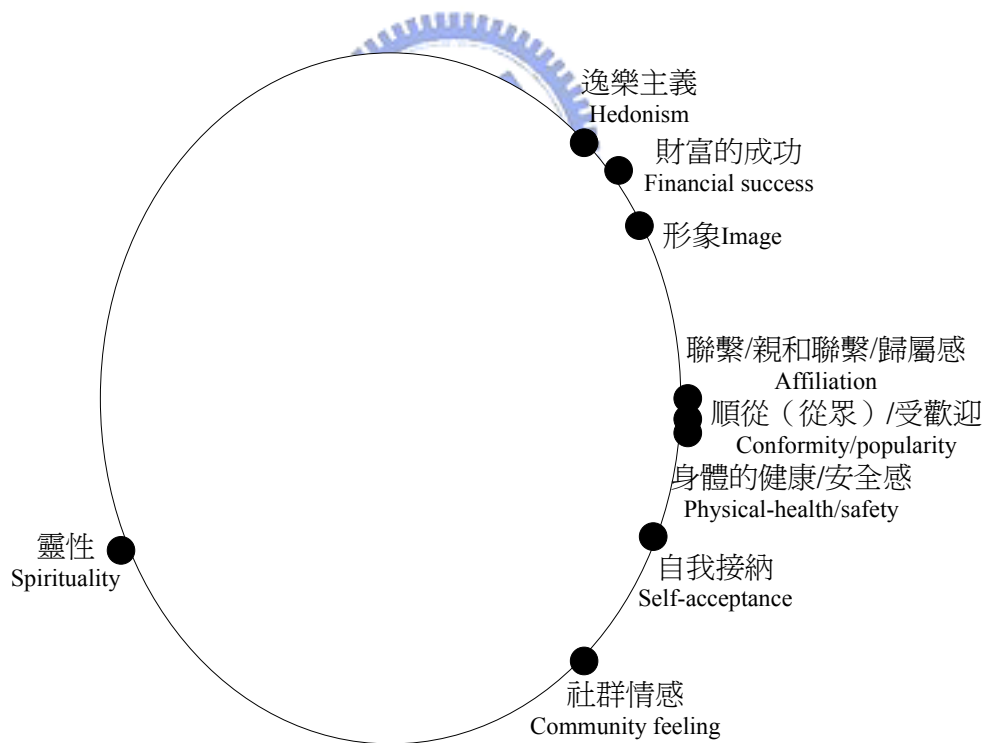 逸樂主義
Hedonism
財富的成功
Financial success
形象Image
聯繫/親和聯繫/歸屬感
Affiliation
順從（從眾）/受歡迎
Conformity/popularity
身體的健康/安全感
Physical-health/safety
靈性
Spirituality
自我接納
Self-acceptance
社群情感
Community feeling